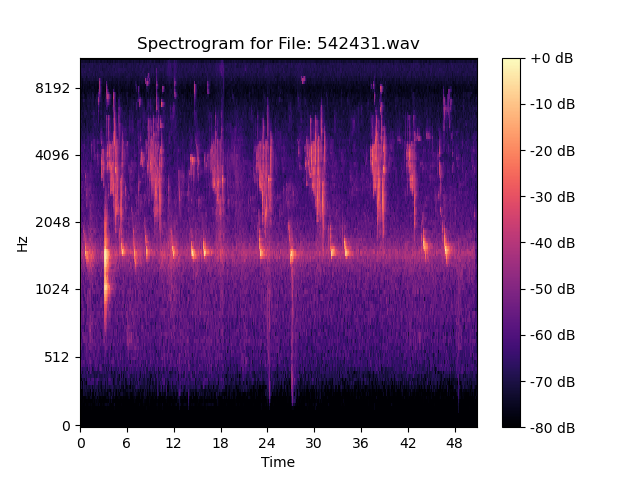 Spectrogram for File: 542431.wav
+0 dB
8192
-10 dB
4096
-20 dB
-30 dB
2048
Hz
-40 dB
1024
-50 dB
-60 dB
512
-70 dB
0
-80 dB
0 6 12 18 24 30 36 42 48
Time